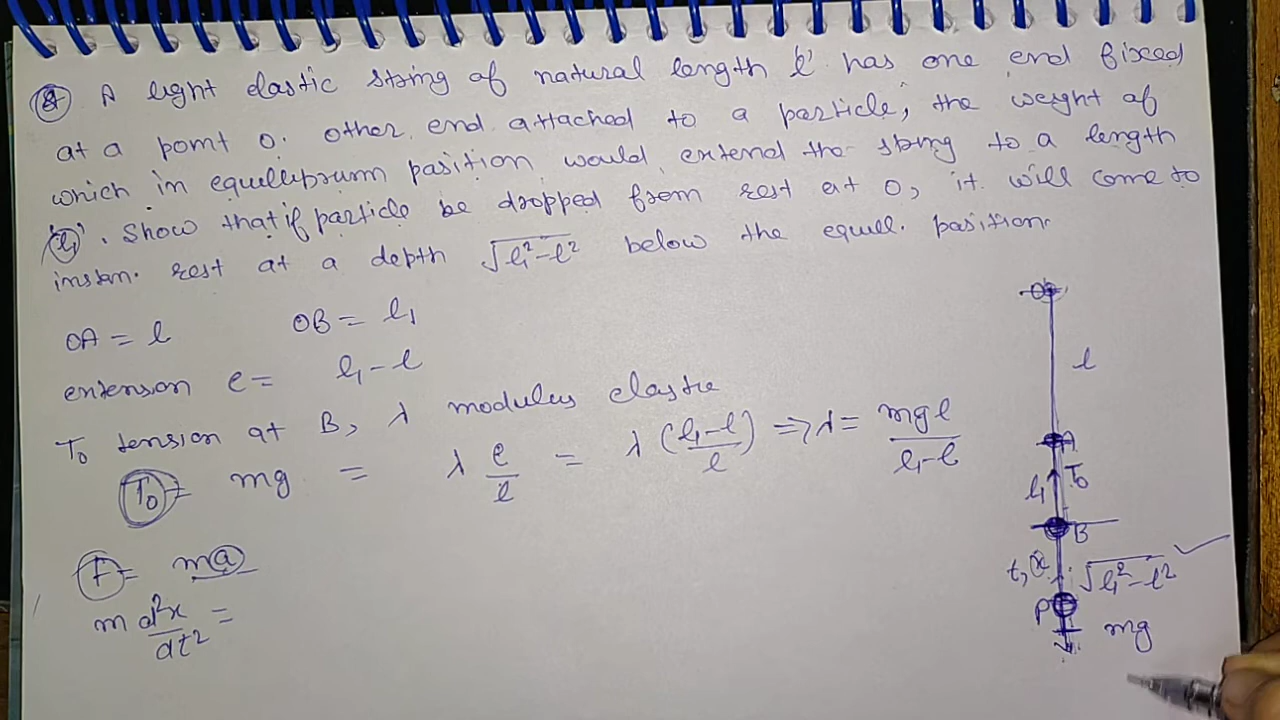 Q A light elastic string of natural length 'l' has one end fixed
at a point O. Other end attached to a particle, the weight of
which in equillibrium position would extend the string to a length
'l₁'. Show that if particle be dropped from rest at O, it will come to
instan. rest at a depth √l₁²-l² below the equill. position.
OA = l OB = l₁
extension e = l₁ - l
T₀ tension at B, λ modulus elastic
T₀ = mg = λ e/l = λ (l₁-l)/l ⇒ λ = mgl/l₁-l
F = ma
m d²x/dt² =
O
l
A
l₁ T₀
B
t, x √l₁²-l²
P
mg